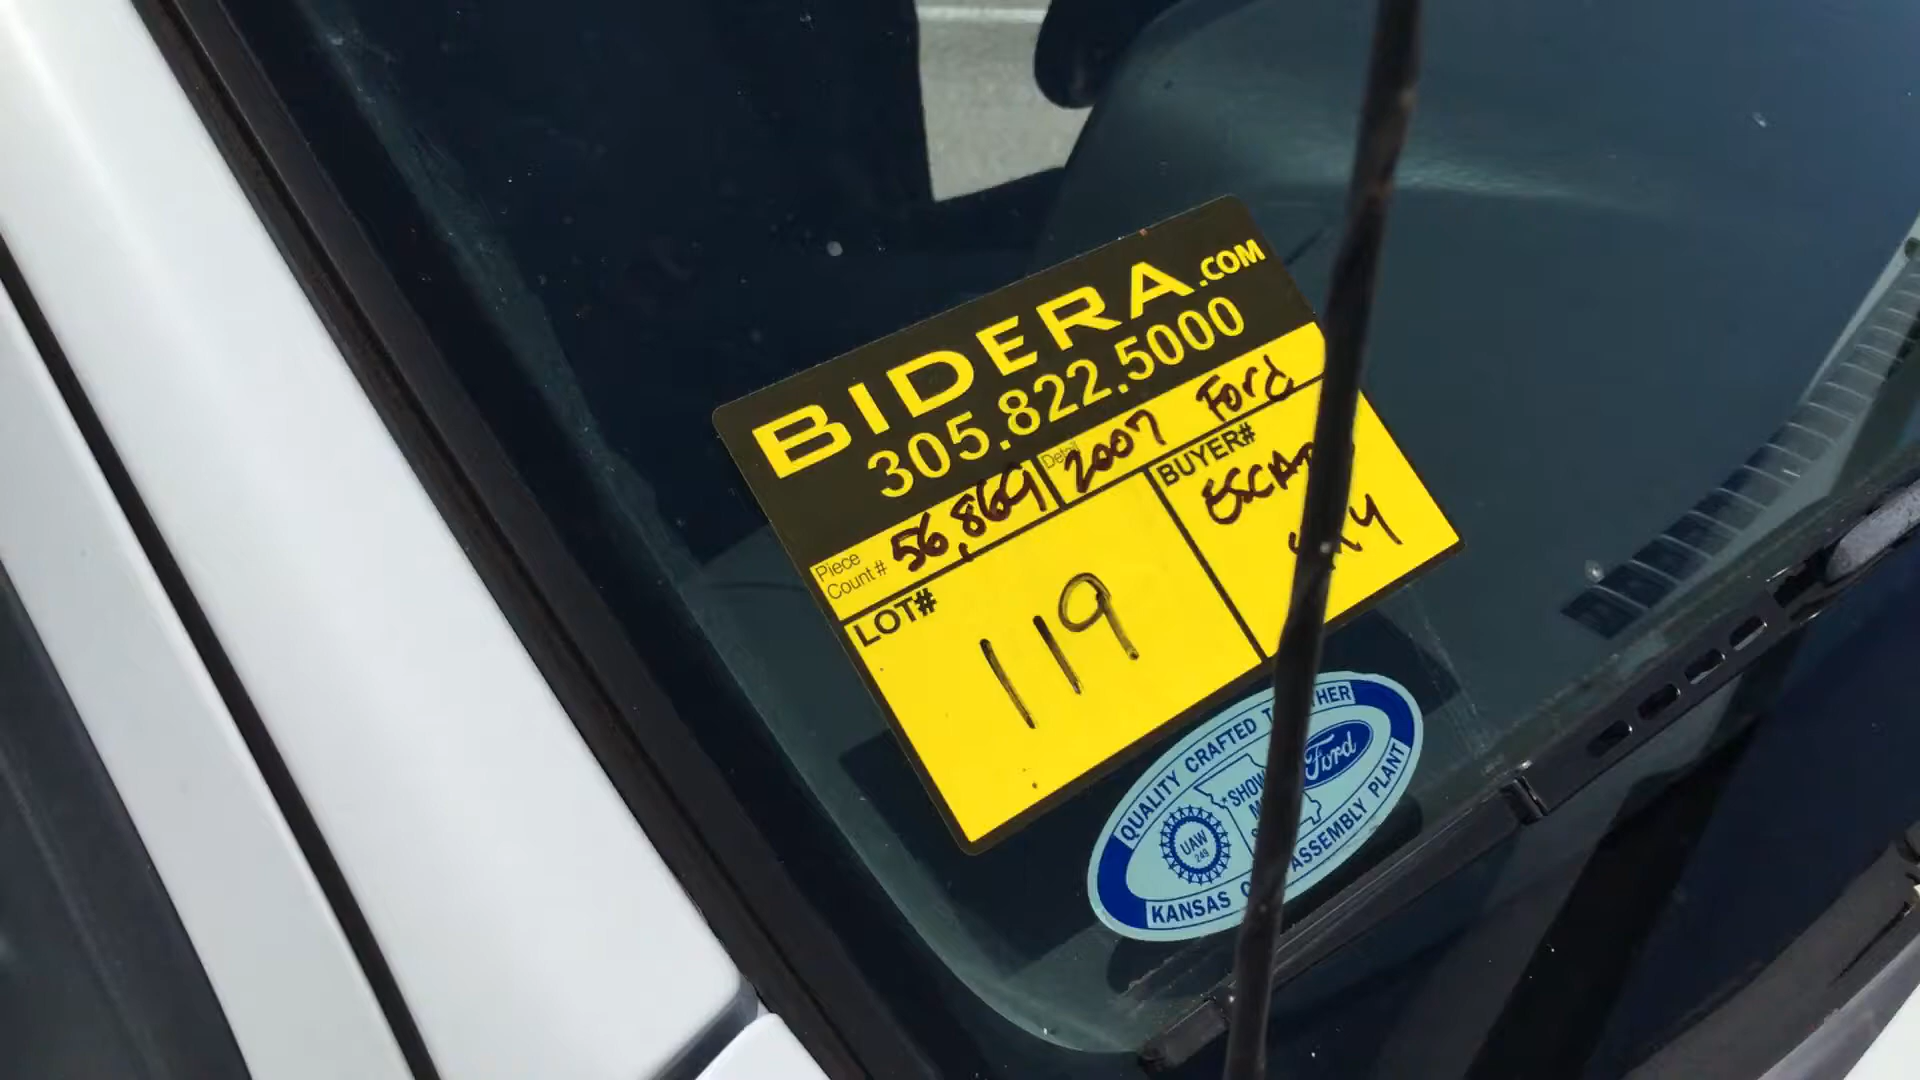 BIDERA.COM
305.822.5000
Piece Count # 56,869
Detail 2007 Ford
LOT# 119
BUYER#
QUALITY CRAFTED
Ford
UAW
249
KANSAS
ASSEMBLY PLANT